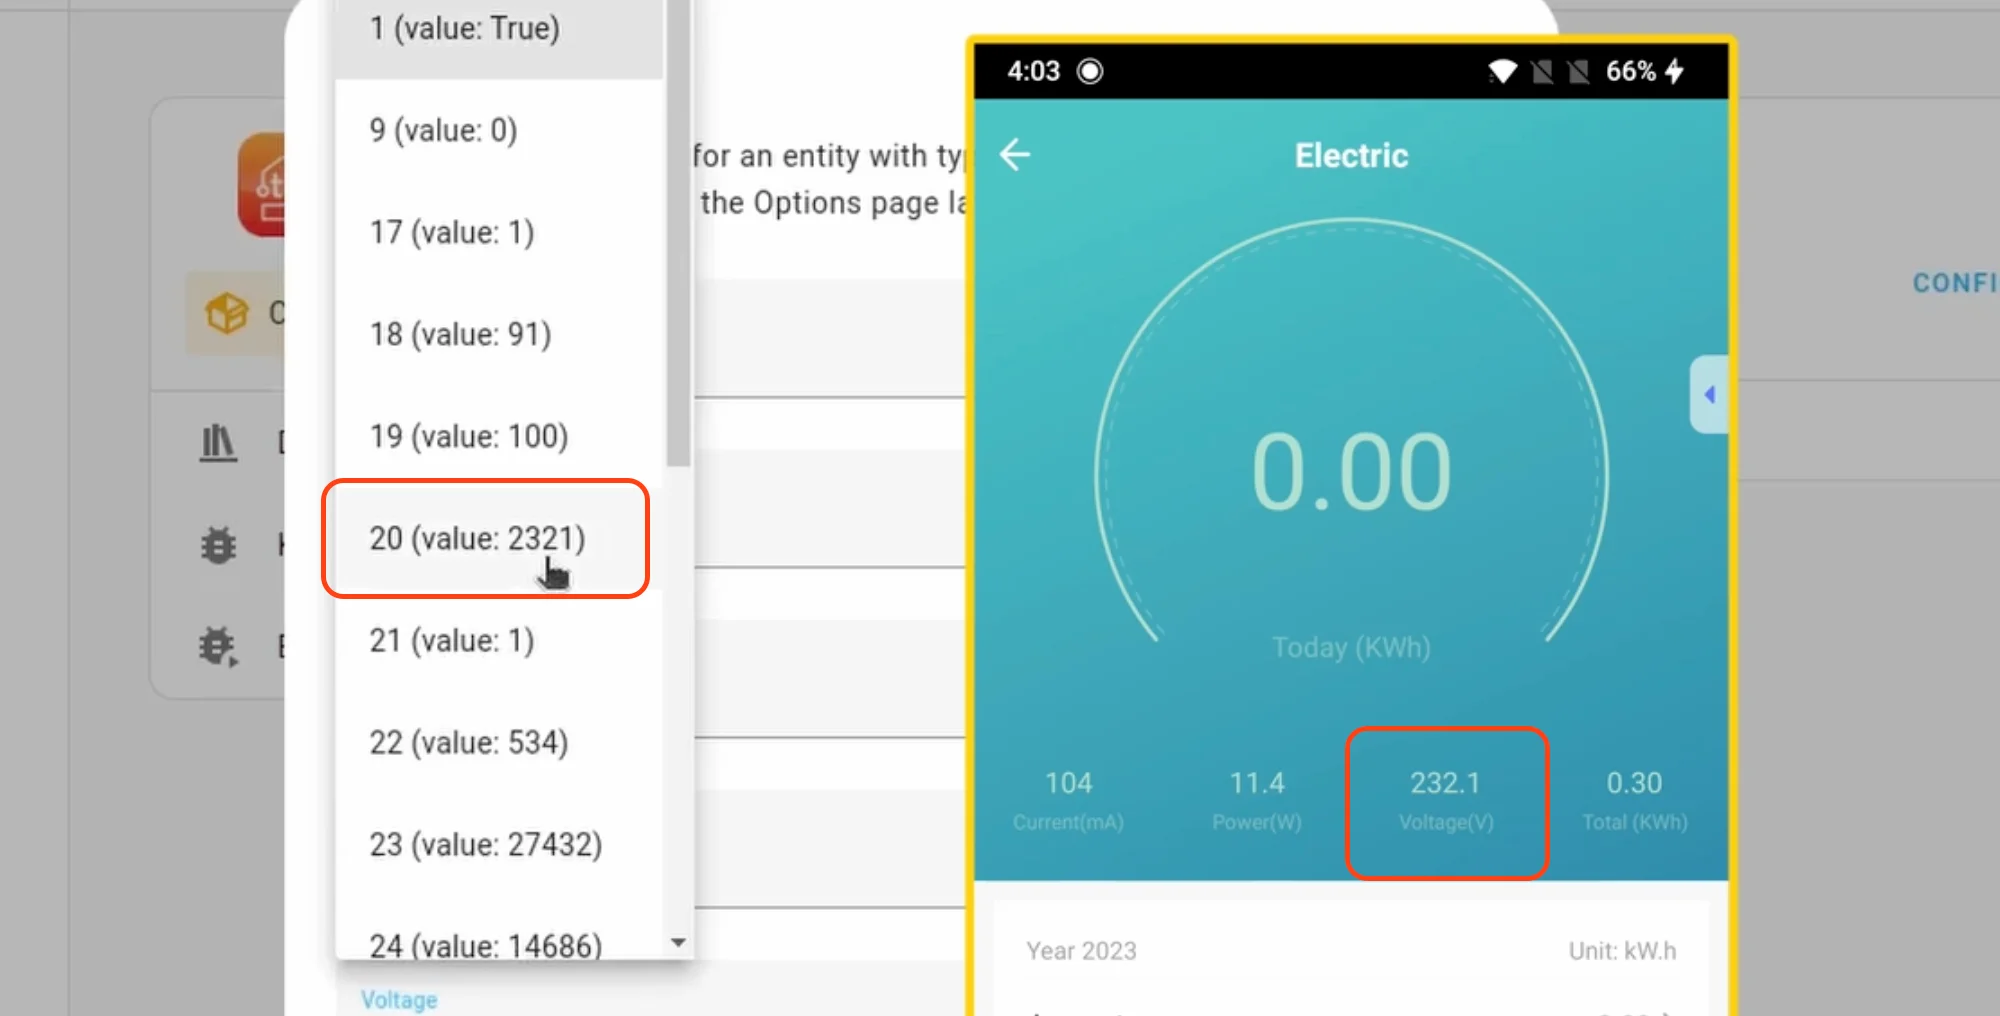 1 (value: True)
9 (value: 0)
17 (value: 1)
18 (value: 91)
19 (value: 100)
20 (value: 2321)
21 (value: 1)
22 (value: 534)
23 (value: 27432)
24 (value: 14686)
Voltage
for an entity with
the Options page
4:03
66%
Electric
0.00
Today (KWh)
104
Current(mA)
11.4
Power(W)
232.1
Voltage(V)
0.30
Total (KWh)
Year 2023
Unit: kW.h
CONFI